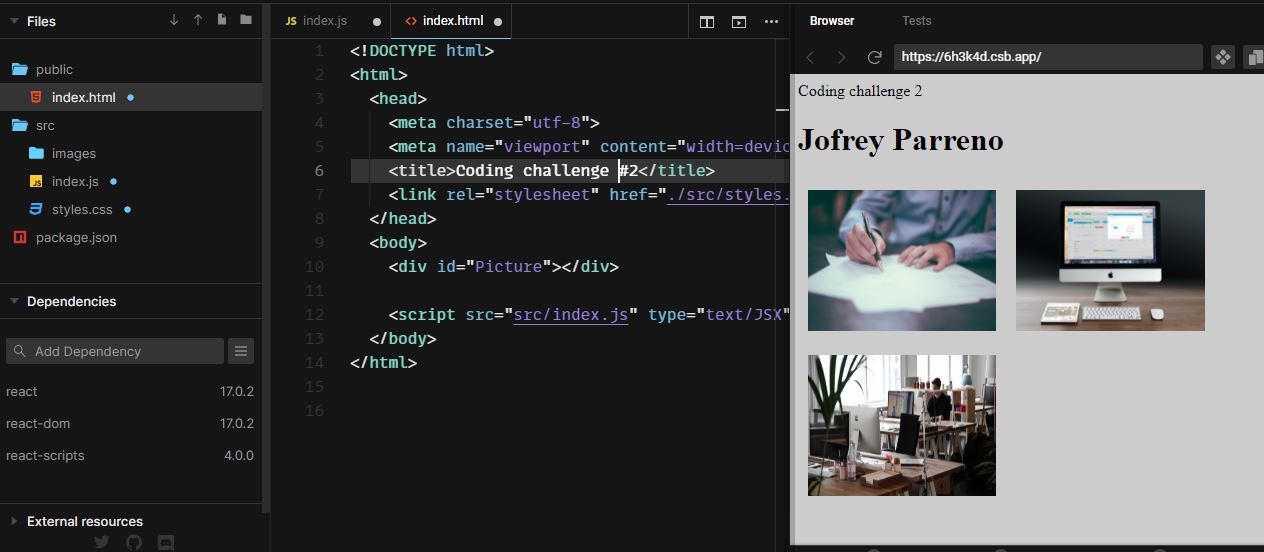 Files
public
index.html
src
images
index.js
styles.css
package.json
Dependencies
Add Dependency
react 17.0.2
react-dom 17.0.2
react-scripts 4.0.0
External resources
JS index.js
<> index.html
1 <!DOCTYPE html>
2 <html>
3 <head>
4 <meta charset="utf-8">
5 <meta name="viewport" content="width=devic
6 <title>Coding challenge #2</title>
7 <link rel="stylesheet" href="./src/styles.
8 </head>
9 <body>
10 <div id="Picture"></div>
11
12 <script src="src/index.js" type="text/JSX"
13 </body>
14 </html>
15
16
Browser Tests
https://6h3k4d.csb.app/
Coding challenge 2
Jofrey Parreno